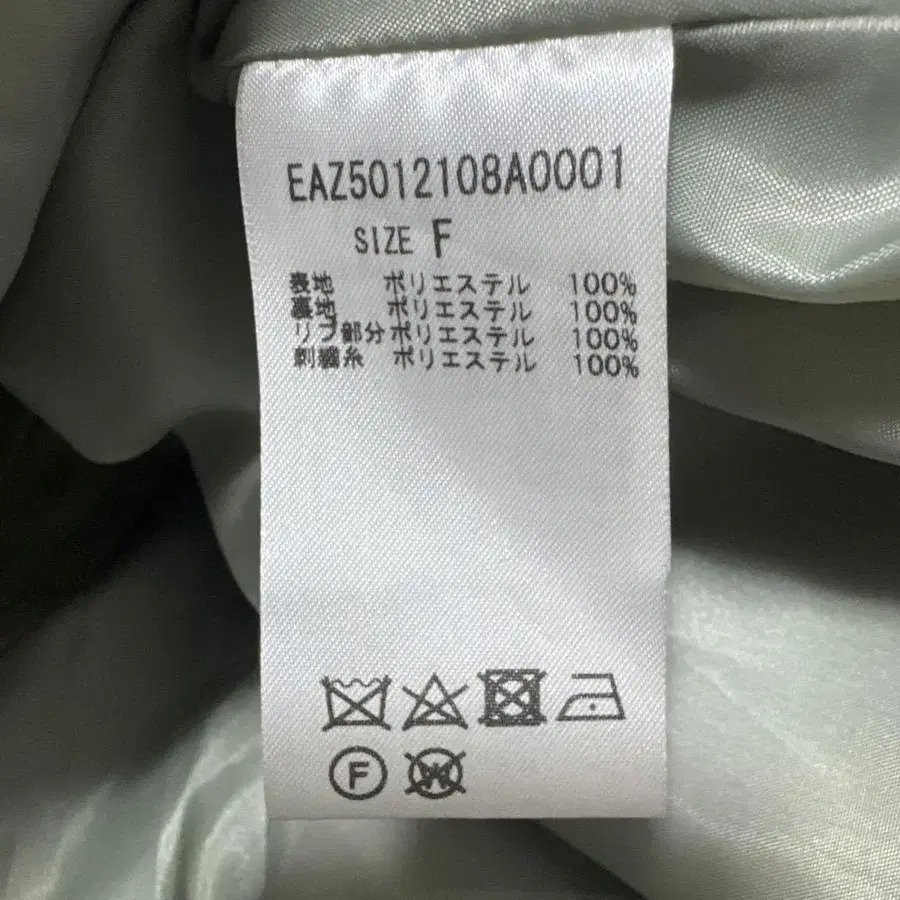 EAZ5012108A0001
SIZE F
表地 ポリエステル 100%
裏地 ポリエステル 100%
リブ部分 ポリエステル 100%
刺繍糸 ポリエステル 100%
F
W